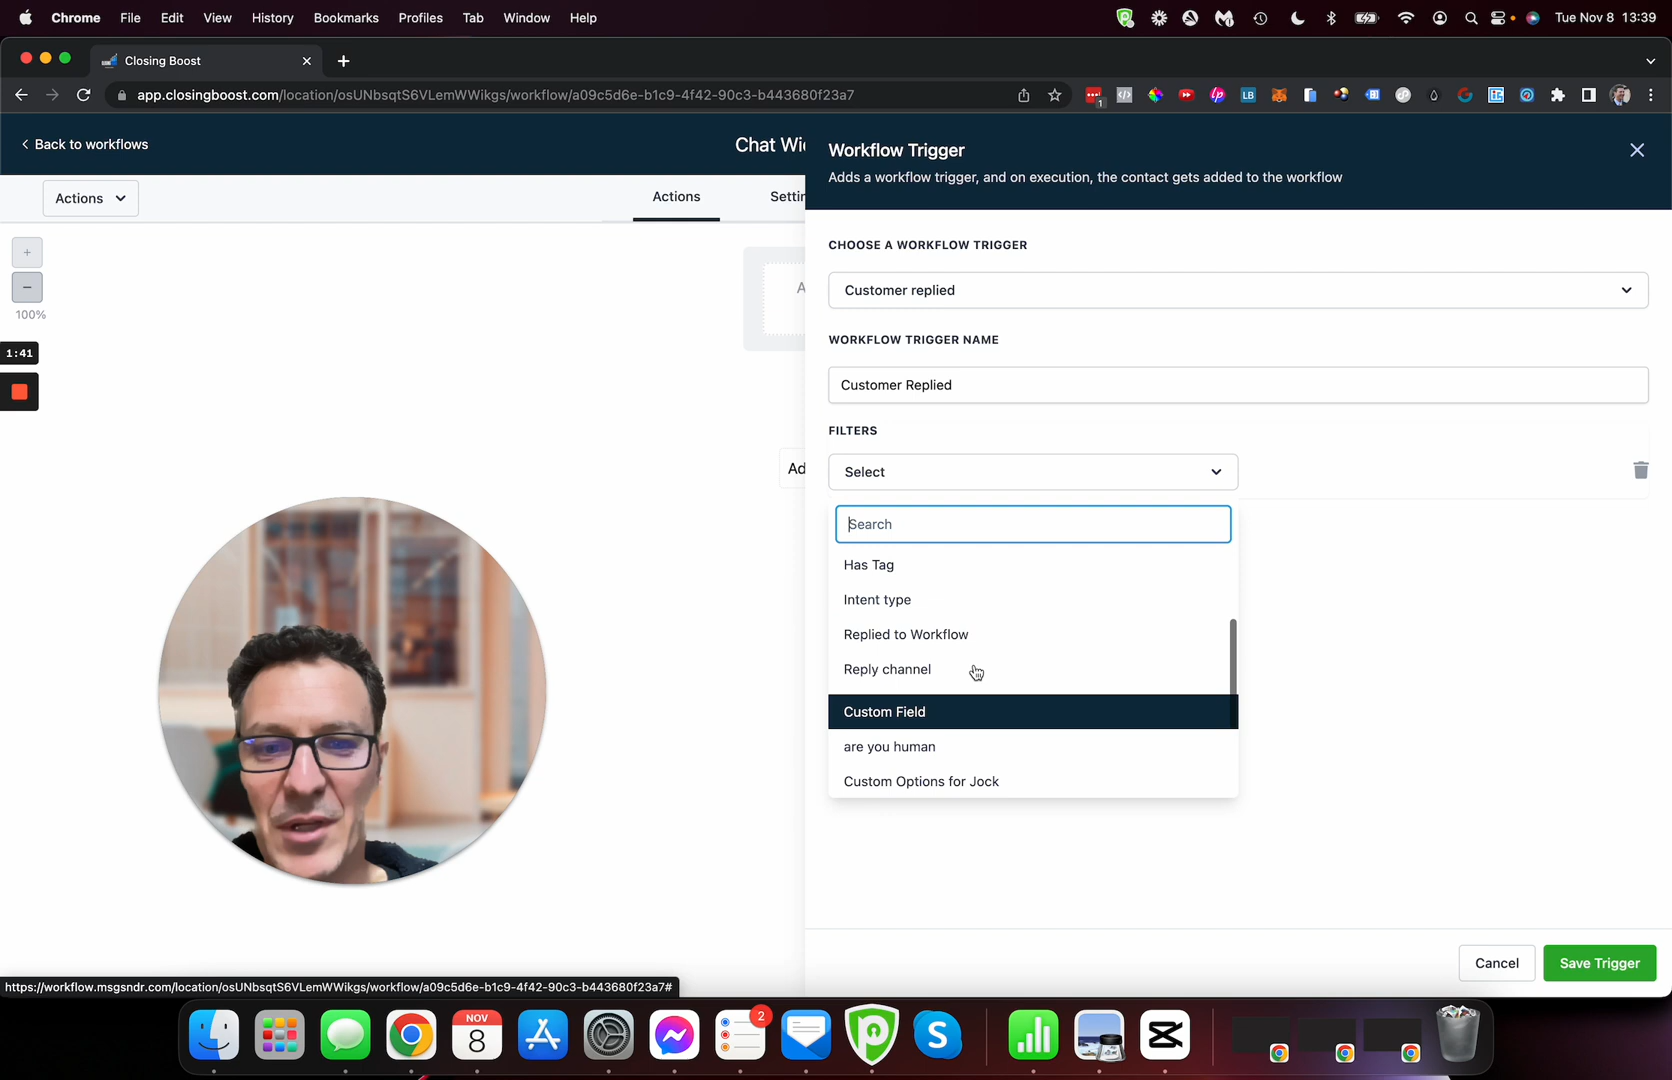 Chrome File Edit View History Bookmarks Profiles Tab Window Help Tue Nov 8 13:39
Closing Boost
app.closingboost.com/location/osUNbsqtS6VLemWWikgs/workflow/a09c5d6e-b1c9-4f42-90c3-b443680f23a7
Back to workflows
Chat Wi
Actions
Actions
Settin
100%
1:41
A
Ad
Workflow Trigger
Adds a workflow trigger, and on execution, the contact gets added to the workflow
CHOOSE A WORKFLOW TRIGGER
Customer replied
WORKFLOW TRIGGER NAME
Customer Replied
FILTERS
Select
Search
Has Tag
Intent type
Replied to Workflow
Reply channel
Custom Field
are you human
Custom Options for Jock
Cancel Save Trigger
https://workflow.msgsndr.com/location/osUNbsqtS6VLemWWikgs/workflow/a09c5d6e-b1c9-4f42-90c3-b443680f23a7#
NOV
8
2